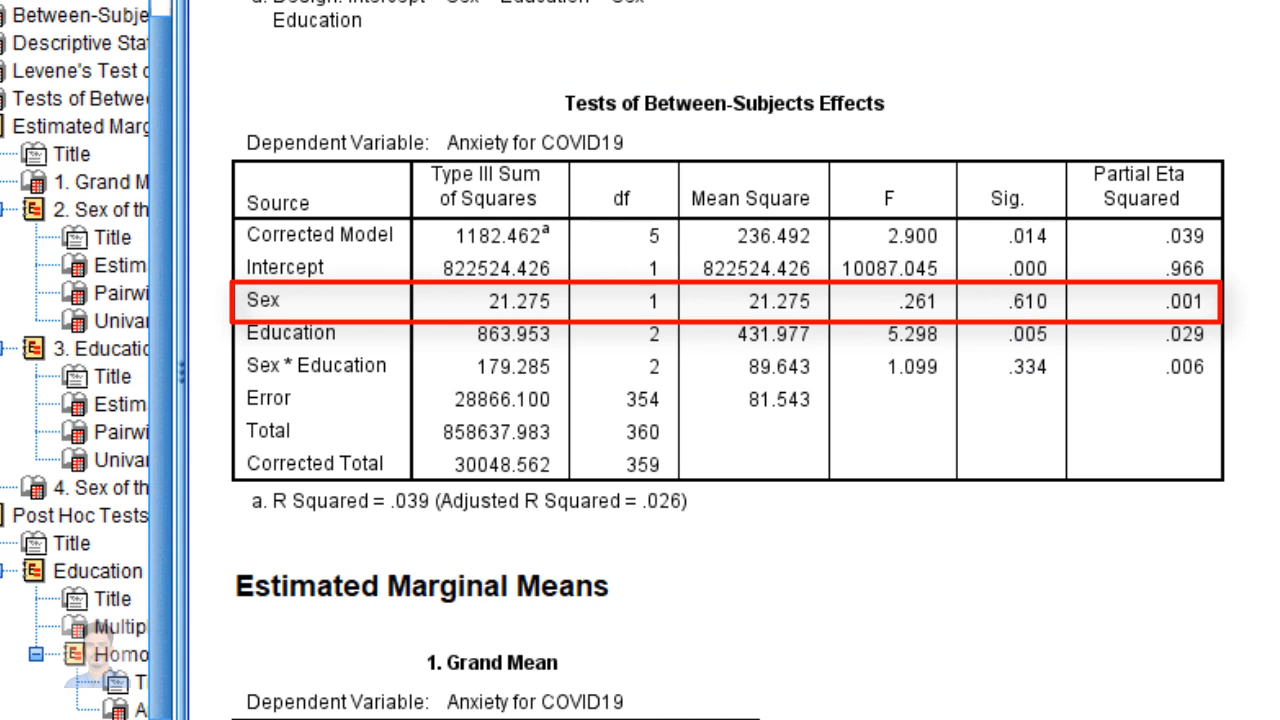 Between-Subje
Descriptive Sta
Levene's Test
Tests of Betwe
Estimated Marg
Title
1. Grand M
2. Sex of th
Title
Estim
Pairwi
Univar
3. Educatio
Title
Estim
Pairwi
Univar
4. Sex of th
Post Hoc Tests
Title
Education
Title
Multip
Homo
Education
Tests of Between-Subjects Effects
Dependent Variable: Anxiety for COVID19
Source Type III Sum of Squares df Mean Square F Sig. Partial Eta Squared
Corrected Model 1182.462a 5 236.492 2.900 .014 .039
Intercept 822524.426 1 822524.426 10087.045 .000 .966
Sex 21.275 1 21.275 .261 .610 .001
Education 863.953 2 431.977 5.298 .005 .029
Sex * Education 179.285 2 89.643 1.099 .334 .006
Error 28866.100 354 81.543
Total 858637.983 360
Corrected Total 30048.562 359
a. R Squared = .039 (Adjusted R Squared = .026)
Estimated Marginal Means
1. Grand Mean
Dependent Variable: Anxiety for COVID19